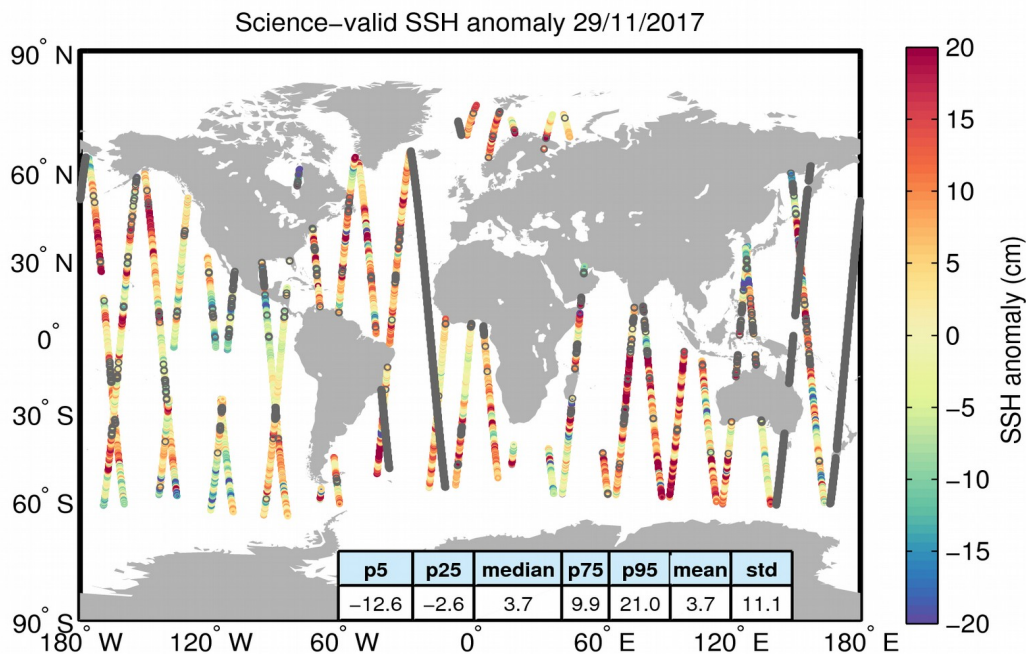 Science−valid SSH anomaly 29/11/2017
90° N
60° N
30° N
0°
30° S
60° S
90° S
180° W
120° W
60° W
0°
60° E
120° E
180° E
p5 p25 median p75 p95 mean std
−12.6 −2.6 3.7 9.9 21.0 3.7 11.1
20
15
10
5
0
−5
−10
−15
−20
SSH anomaly (cm)